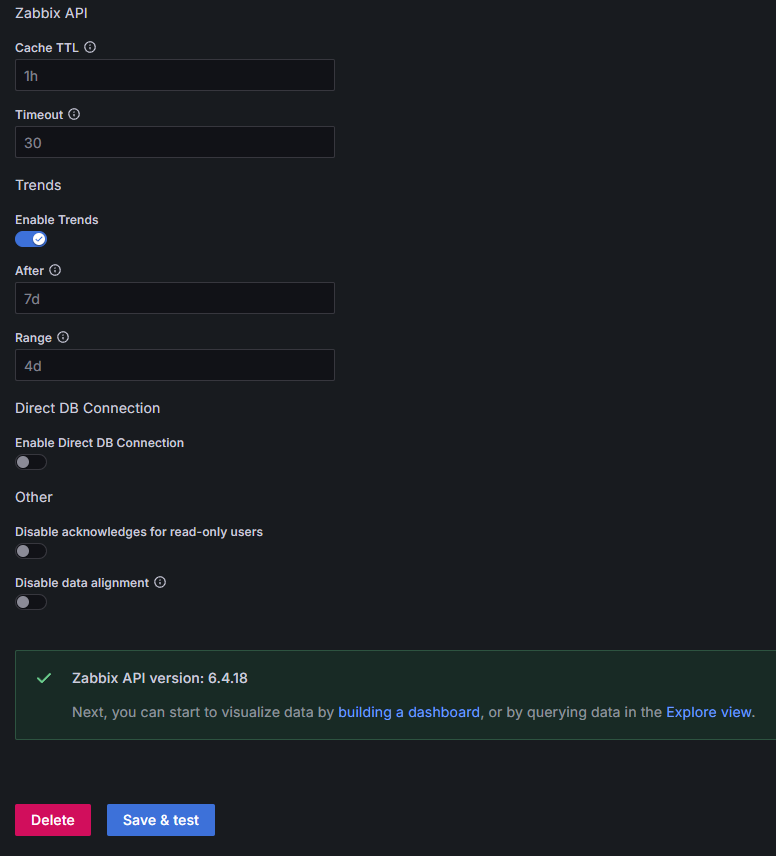 Zabbix API
Cache TTL
1h
Timeout
30
Trends
Enable Trends
After
7d
Range
4d
Direct DB Connection
Enable Direct DB Connection
Other
Disable acknowledges for read-only users
Disable data alignment
Zabbix API version: 6.4.18
Next, you can start to visualize data by building a dashboard, or by querying data in the Explore view.
Delete
Save & test